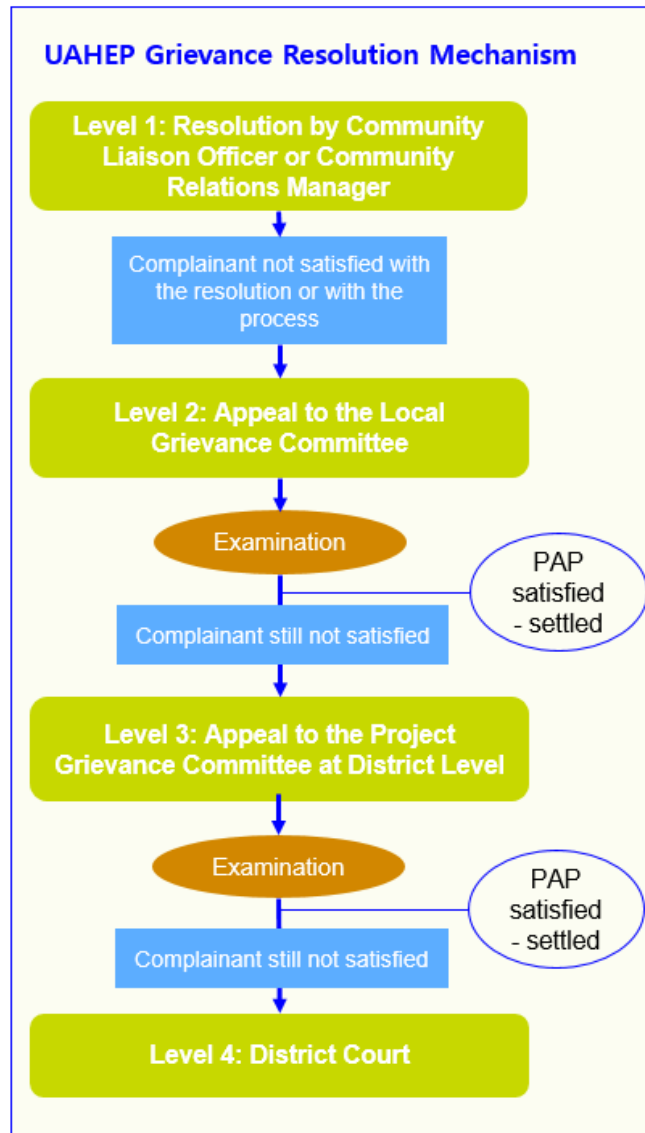 UAHEP Grievance Resolution Mechanism
Level 1: Resolution by Community
Liaison Officer or Community
Relations Manager
Complainant not satisfied with
the resolution or with the
process
Level 2: Appeal to the Local
Grievance Committee
Examination
PAP
satisfied
- settled
Complainant still not satisfied
Level 3: Appeal to the Project
Grievance Committee at District Level
Examination
PAP
satisfied
- settled
Complainant still not satisfied
Level 4: District Court